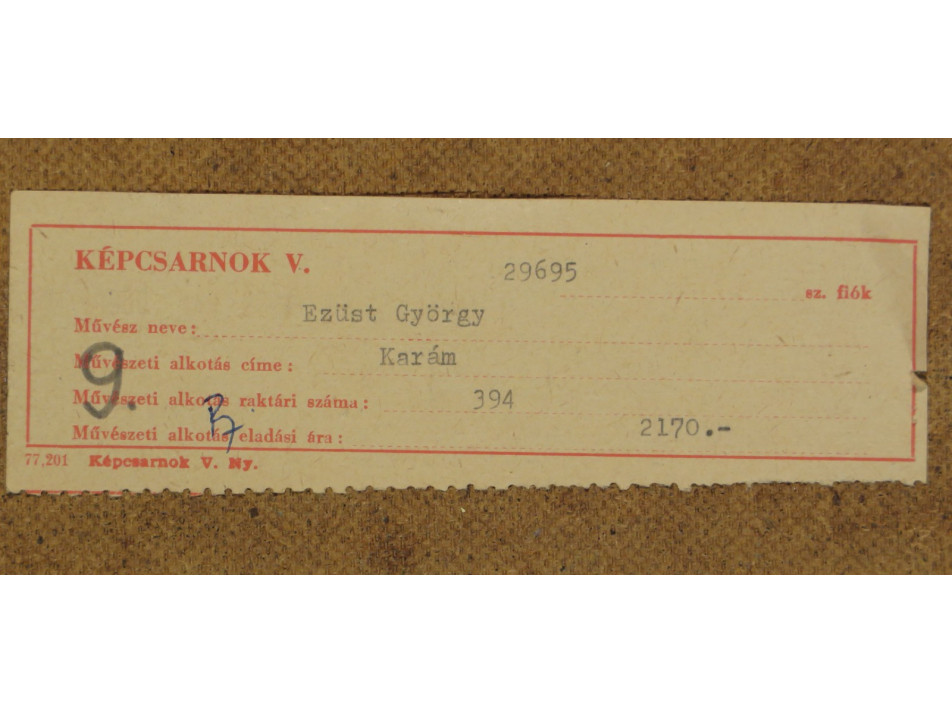 KÉPCSARNOK V. 29695 sz. fiók
Művész neve: Ezüst György
Művészeti alkotás címe: Karám
9.
Művészeti alkotás raktári száma: 394
Művészeti alkotás eladási ára: 2170.-
77,201 Képcsarnok V. Ny.